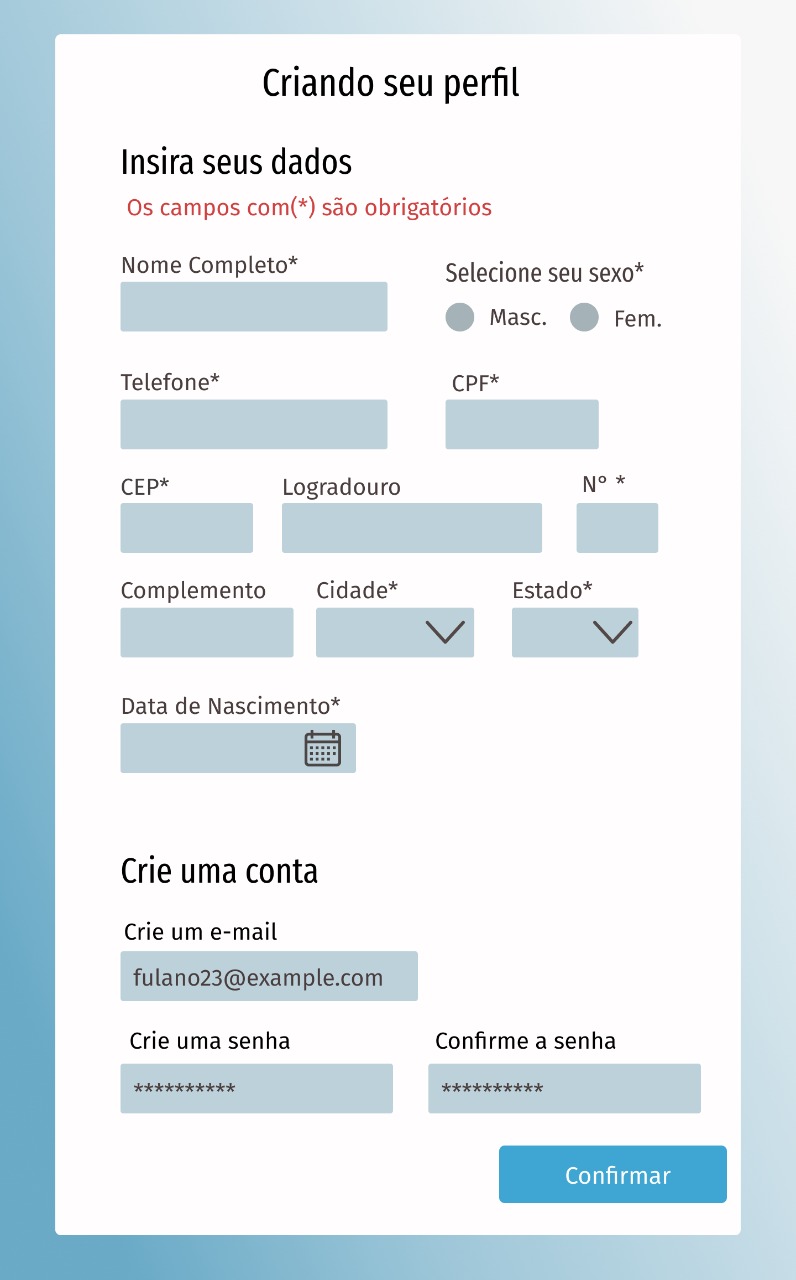 Criando seu perfil
Insira seus dados
Os campos com(*) são obrigatórios
Nome Completo*
Selecione seu sexo*
Masc.
Fem.
Telefone*
CPF*
CEP*
Logradouro
N° *
Complemento
Cidade*
Estado*
Data de Nascimento*
Crie uma conta
Crie um e-mail
fulano23@example.com
Crie uma senha
Confirme a senha
**********
**********
Confirmar